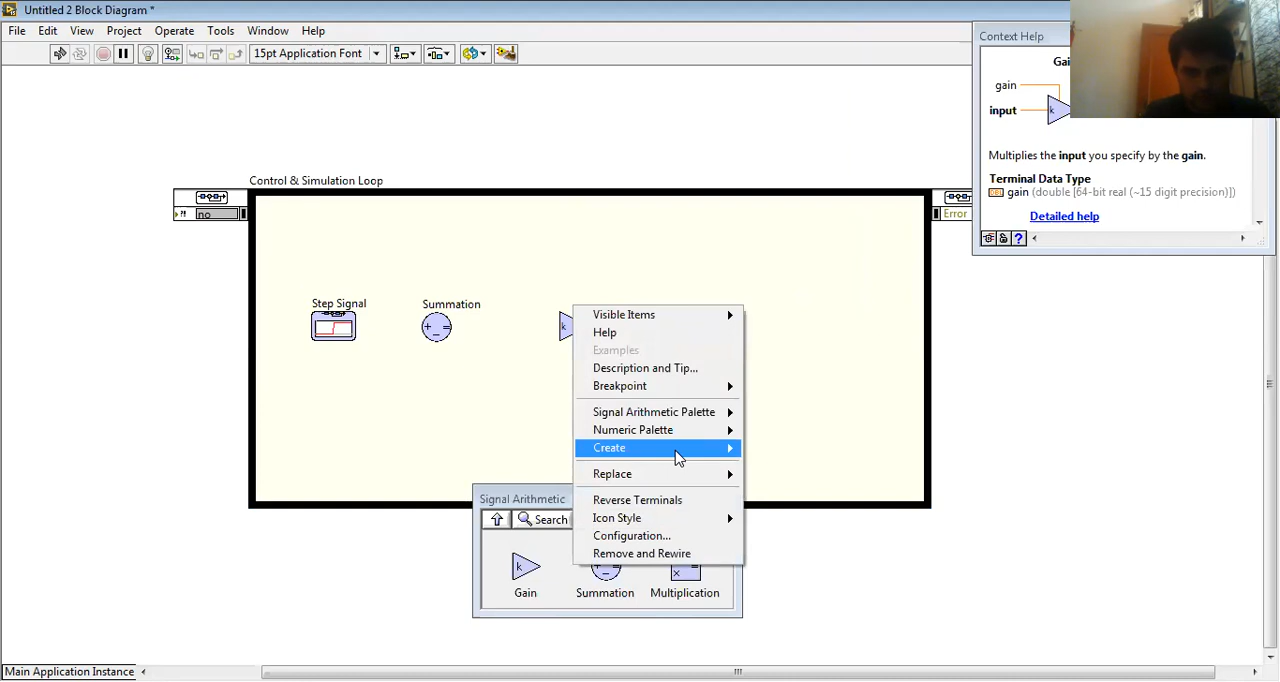 Untitled 2 Block Diagram *
File Edit View Project Operate Tools Window Help
15pt Application Font
Context Help
gain
input k
Multiplies the input you specify by the gain.
Terminal Data Type
DBL gain (double [64-bit real (~15 digit precision)])
Detailed help
?
Control & Simulation Loop
?! no
Error
Step Signal
Summation
k
Visible Items
Help
Examples
Description and Tip...
Breakpoint
Signal Arithmetic Palette
Numeric Palette
Create
Replace
Reverse Terminals
Icon Style
Configuration...
Remove and Rewire
Signal Arithmetic
Search
k
Gain Summation Multiplication
Main Application Instance